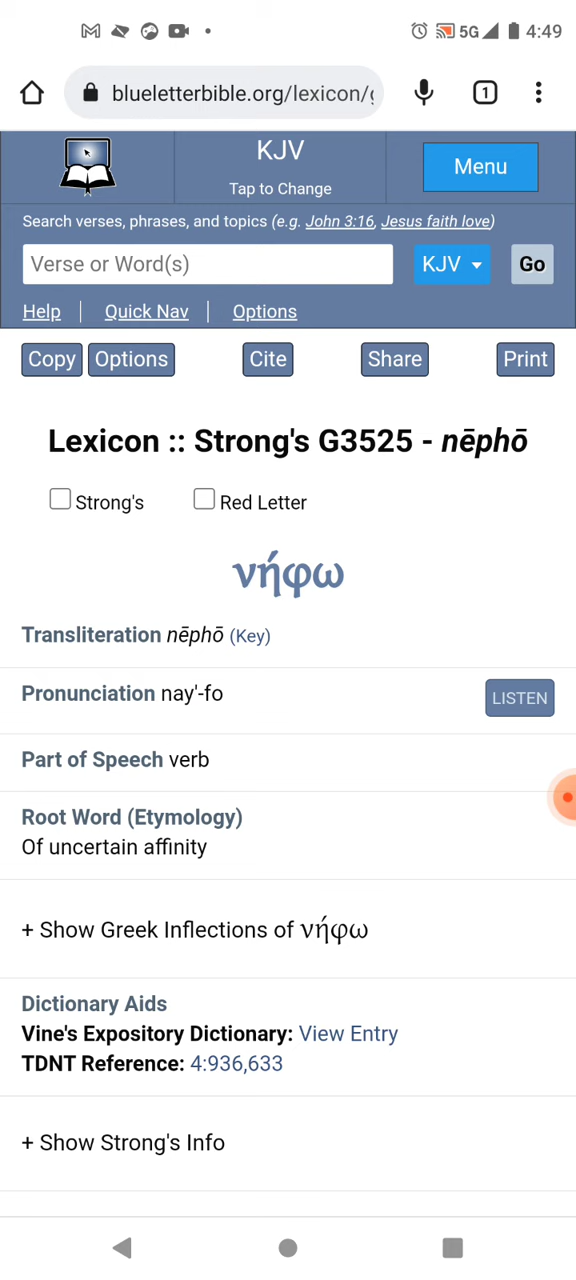 5G 4:49
blueletterbible.org/lexicon/g 1
KJV
Tap to Change
Menu
Search verses, phrases, and topics (e.g. John 3:16, Jesus faith love)
Verse or Word(s) KJV Go
Help | Quick Nav | Options
Copy Options Cite Share Print
Lexicon :: Strong's G3525 - nēphō
Strong's Red Letter
νήφω
Transliteration nēphō (Key)
Pronunciation nay'-fo LISTEN
Part of Speech verb
Root Word (Etymology)
Of uncertain affinity
+ Show Greek Inflections of νήφω
Dictionary Aids
Vine's Expository Dictionary: View Entry
TDNT Reference: 4:936,633
+ Show Strong's Info